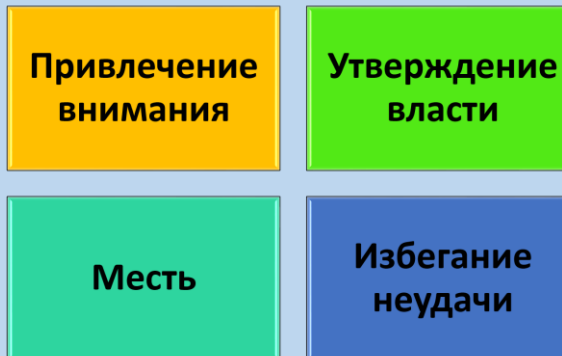 Привлечение
внимания
Утверждение
власти
Месть
Избегание
неудачи